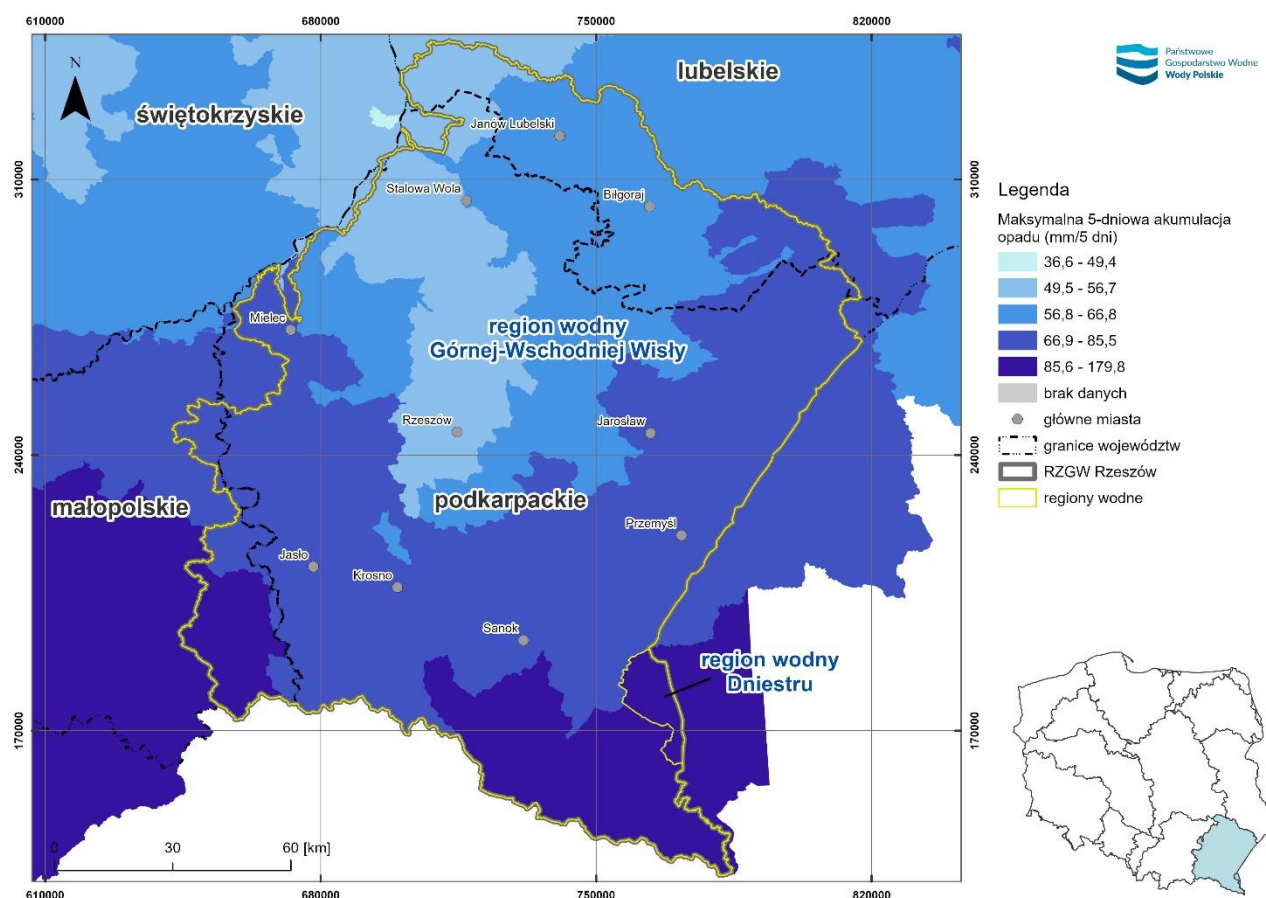 610000
680000
750000
820000
Państwowe
Gospodarstwo Wodne
Wody Polskie
N
lubelskie
świętokrzyskie
Janów Lubelski
310000
310000
Stalowa Wola
Biłgoraj
Mielec
region wodny
Górnej-Wschodniej Wisły
Rzeszów
Jarosław
240000
240000
małopolskie
podkarpackie
Przemyśl
Jasło
Krosno
Sanok
region wodny
Dniestru
170000
170000
0
30
60 [km]
610000
680000
750000
820000
Legenda
Maksymalna 5-dniowa akumulacja
opadu (mm/5 dni)
36,6 - 49,4
49,5 - 56,7
56,8 - 66,8
66,9 - 85,5
85,6 - 179,8
brak danych
główne miasta
granice województw
RZGW Rzeszów
regiony wodne